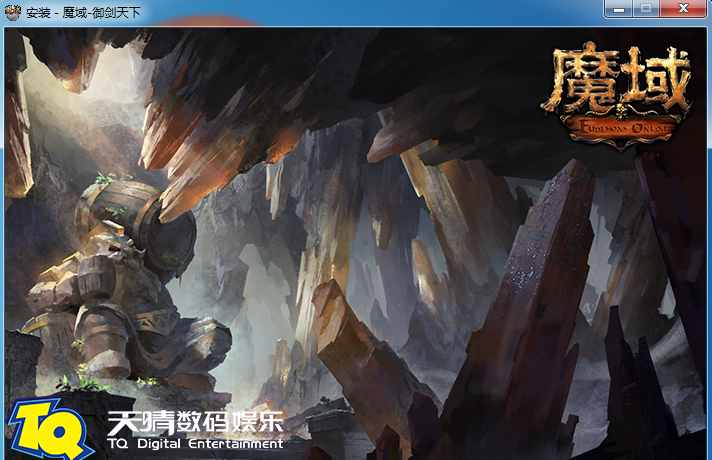 安装 - 魔域-御剑天下
魔域
EUDEMONS ONLINE
TQ
天晴数码娱乐
TQ Digital Entertainment